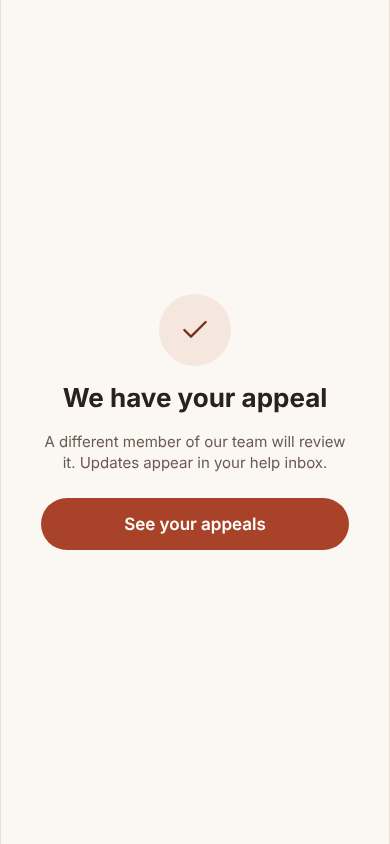 We have your appeal
A different member of our team will review
it. Updates appear in your help inbox.
See your appeals